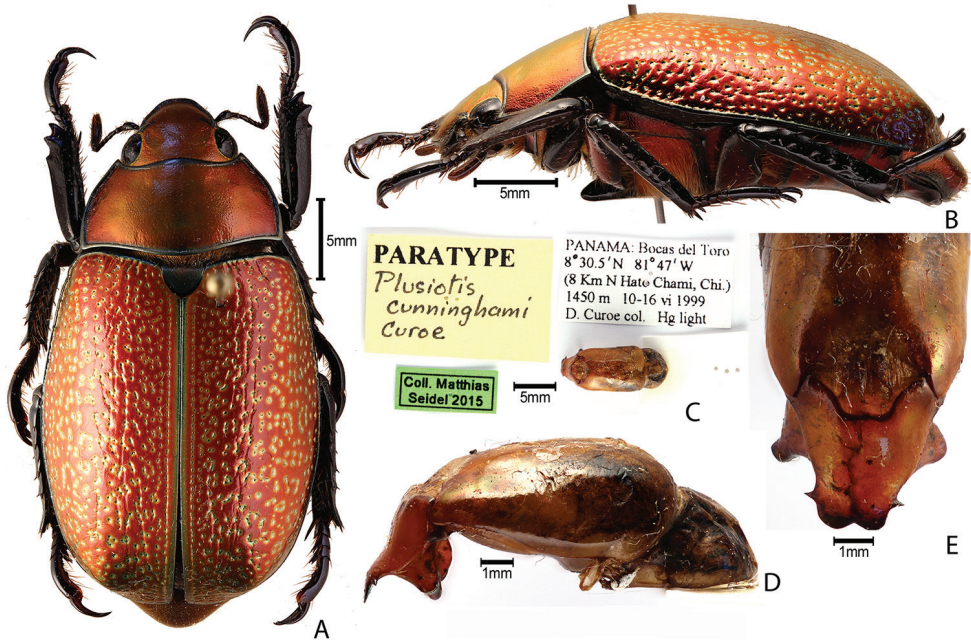 B
5mm
5mm
PARATYPE
Plusiotis
cunninghami
Curoe
PANAMA: Bocas del Toro
8°30.5'N 81°47'W
(8 Km N Hato Chami, Chi.)
1450 m 10-16 vi 1999
D. Curoe col. Hg light
Coll. Matthias
Seidel 2015
5mm
C
1mm
E
1mm
D
A